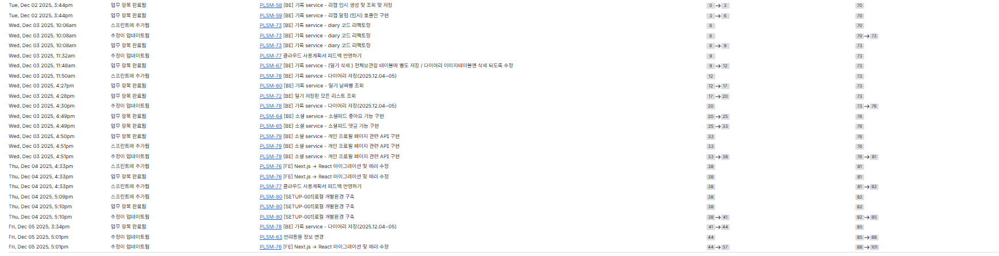 Tue, Dec 02 2025, 3:44pm 업무 항목 완료됨 PLSM-58 [BE] 기록 service - 리캡 임시 생성 및 조회 및 저장 0 → 3 70
Tue, Dec 02 2025, 3:44pm 업무 항목 완료됨 PLSM-59 [BE] 기록 service - 리캡 알림 (임시) 호출만 구현 3 → 6 70
Wed, Dec 03 2025, 10:06am 스프린트에 추가됨 PLSM-73 [BE] 기록 service - diary 코드 리팩토링 6 70
Wed, Dec 03 2025, 10:08am 추정이 업데이트됨 PLSM-73 [BE] 기록 service - diary 코드 리팩토링 6 70 → 73
Wed, Dec 03 2025, 10:08am 업무 항목 완료됨 PLSM-73 [BE] 기록 service - diary 코드 리팩토링 6 → 9 73
Wed, Dec 03 2025, 11:32am 추정이 업데이트됨 PLSM-77 클라우드 사용계획서 피드백 반영하기 9 73
Wed, Dec 03 2025, 11:48am 업무 항목 완료됨 PLSM-67 [BE] 기록 service - (일기 삭제 ) 전체보관함 테이블에 별도 저장 / 다이어리 이미지테이블엔 삭제 되도록 수정 9 → 12 73
Wed, Dec 03 2025, 11:50am 스프린트에 추가됨 PLSM-78 [BE] 기록 service - 다이어리 저장(2025.12.04~05) 12 73
Wed, Dec 03 2025, 4:27pm 업무 항목 완료됨 PLSM-60 [BE] 기록 service - 일기 날짜별 조회 12 → 17 73
Wed, Dec 03 2025, 4:28pm 업무 항목 완료됨 PLSM-72 [BE] 일기 저장된 모든 리스트 조회 17 → 20 73
Wed, Dec 03 2025, 4:30pm 추정이 업데이트됨 PLSM-78 [BE] 기록 service - 다이어리 저장(2025.12.04~05) 20 73 → 76
Wed, Dec 03 2025, 4:49pm 업무 항목 완료됨 PLSM-64 [BE] 소셜 service - 소셜피드 좋아요 기능 구현 20 → 25 76
Wed, Dec 03 2025, 4:49pm 업무 항목 완료됨 PLSM-65 [BE] 소셜 service - 소셜피드 댓글 기능 구현 25 → 33 76
Wed, Dec 03 2025, 4:50pm 업무 항목 완료됨 PLSM-79 [BE] 소셜 service - 개인 프로필 페이지 관련 API 구현 33 76
Wed, Dec 03 2025, 4:51pm 스프린트에 추가됨 PLSM-79 [BE] 소셜 service - 개인 프로필 페이지 관련 API 구현 33 76
Wed, Dec 03 2025, 4:51pm 추정이 업데이트됨 PLSM-79 [BE] 소셜 service - 개인 프로필 페이지 관련 API 구현 33 → 38 76 → 81
Thu, Dec 04 2025, 4:33pm 스프린트에 추가됨 PLSM-76 [FE] Next.js → React 마이그레이션 및 에러 수정 38 81
Thu, Dec 04 2025, 4:33pm 업무 항목 완료됨 PLSM-76 [FE] Next.js → React 마이그레이션 및 에러 수정 38 81
Thu, Dec 04 2025, 4:33pm 스프린트에 추가됨 PLSM-77 클라우드 사용계획서 피드백 반영하기 38 81 → 82
Thu, Dec 04 2025, 5:09pm 스프린트에 추가됨 PLSM-80 [SETUP-001]로컬 개발환경 구축 38 82
Thu, Dec 04 2025, 5:10pm 업무 항목 완료됨 PLSM-80 [SETUP-001]로컬 개발환경 구축 38 82
Thu, Dec 04 2025, 5:10pm 추정이 업데이트됨 PLSM-80 [SETUP-001]로컬 개발환경 구축 38 → 41 82 → 85
Fri, Dec 05 2025, 3:34pm 업무 항목 완료됨 PLSM-78 [BE] 기록 service - 다이어리 저장(2025.12.04~05) 41 → 44 85
Fri, Dec 05 2025, 5:01pm 추정이 업데이트됨 PLSM-63 반려동물 정보 변경 44 85 → 88
Fri, Dec 05 2025, 5:01pm 추정이 업데이트됨 PLSM-76 [FE] Next.js → React 마이그레이션 및 에러 수정 44 → 57 88 → 101